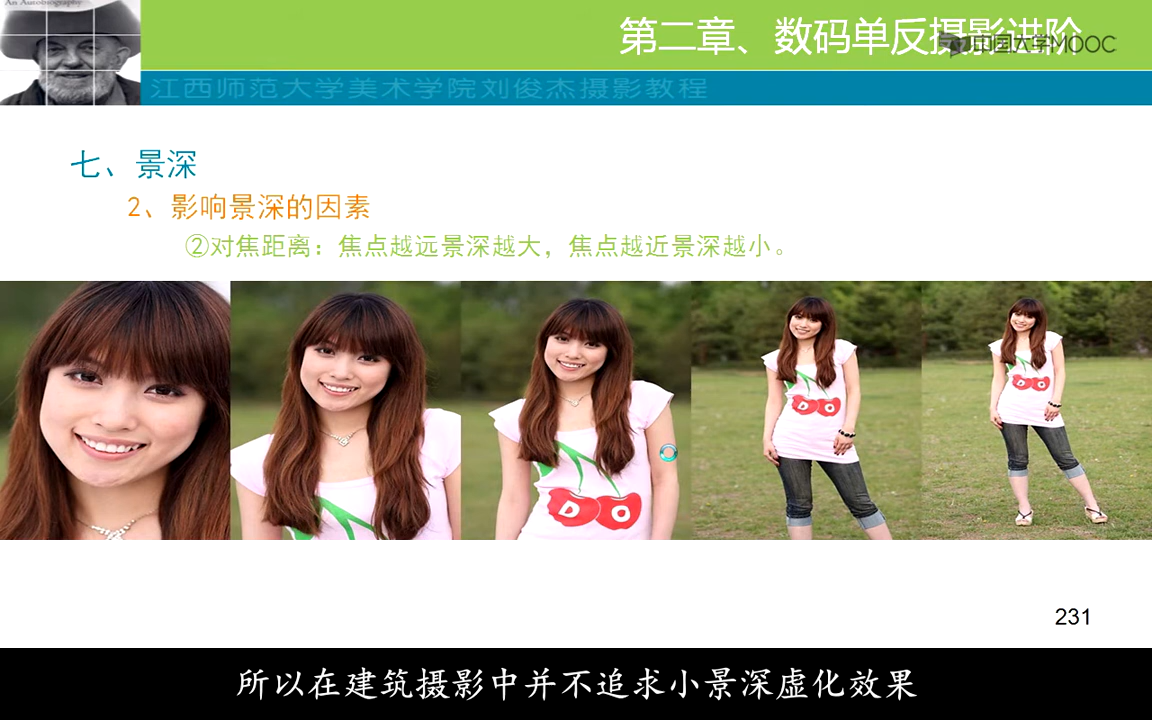 An Autobiography
第二章、数码单反摄影进阶
中国大学MOOC
江西师范大学美术学院刘俊杰摄影教程
七、景深
2、影响景深的因素
②对焦距离：焦点越远景深越大，焦点越近景深越小。
DO
DO
DO
231
所以在建筑摄影中并不追求小景深虚化效果